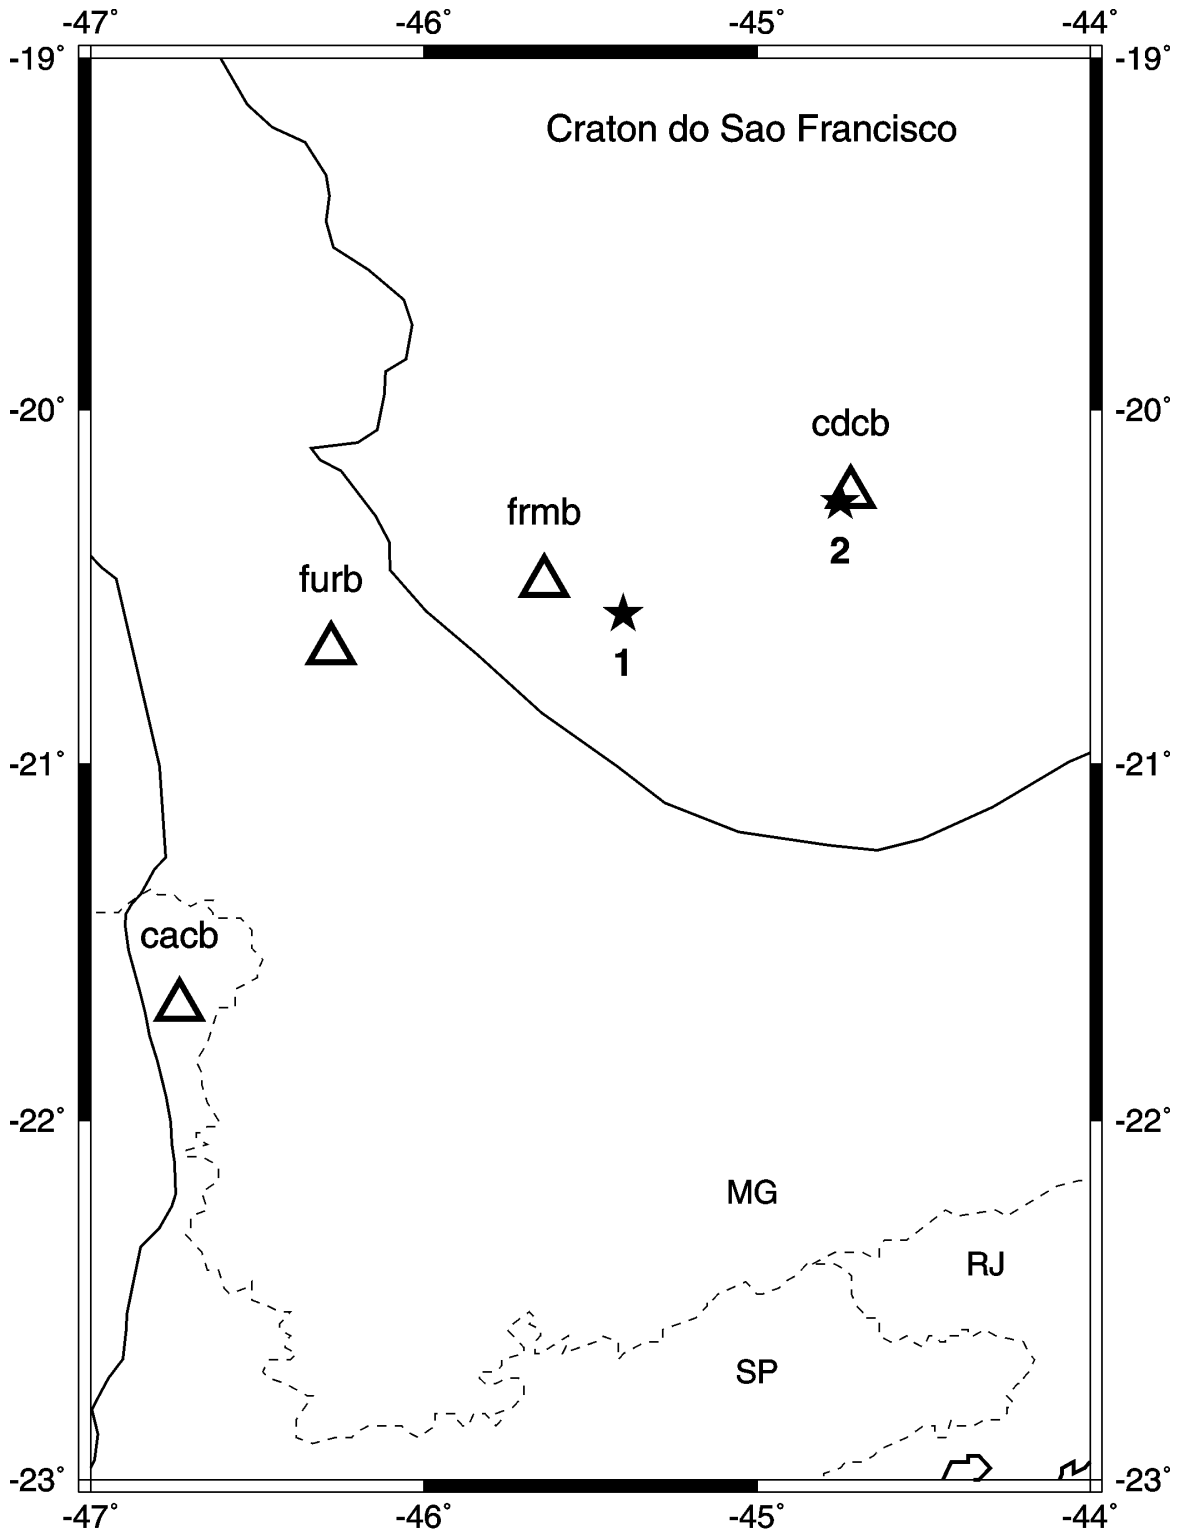 -47° -46° -45° -44°
-19° -19°
Craton do Sao Francisco
-20° -20°
cdcb
frmb
2
furb
1
-21° -21°
cacb
-22° -22°
MG
RJ
SP
-23° -23°
-47° -46° -45° -44°